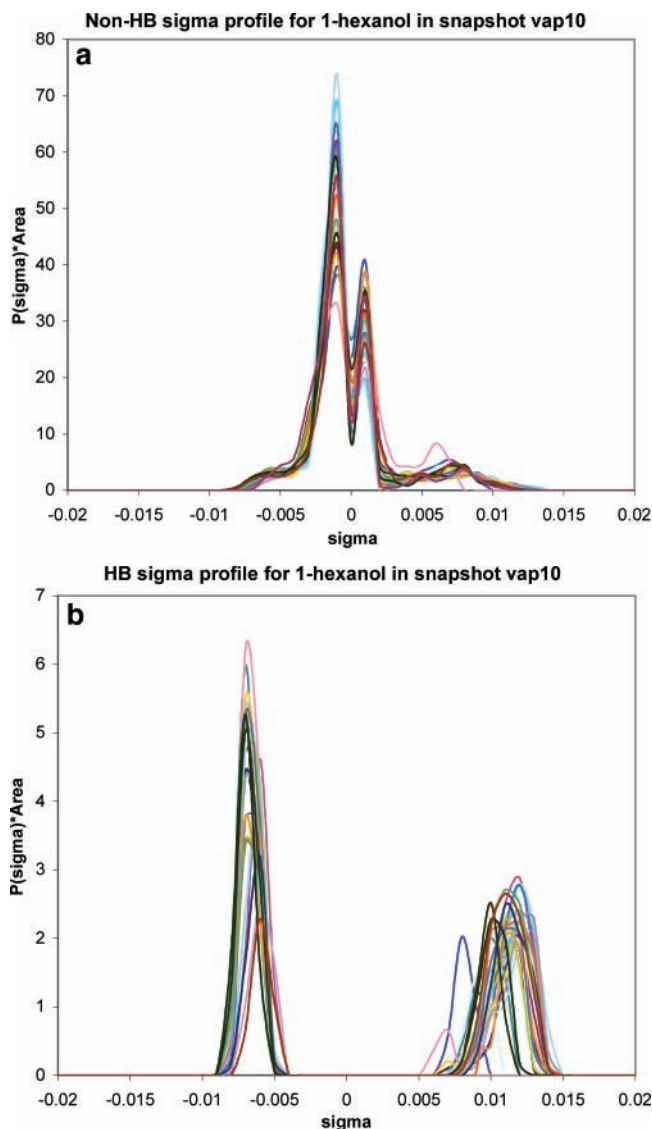 Non-HB sigma profile for 1-hexanol in snapshot vap10
a
80
70
60
50
40
30
20
10
0
P(sigma)*Area
-0.02 -0.015 -0.01 -0.005 0 0.005 0.01 0.015 0.02
sigma
HB sigma profile for 1-hexanol in snapshot vap10
b
7
6
5
4
3
2
1
0
P(sigma)*Area
-0.02 -0.015 -0.01 -0.005 0 0.005 0.01 0.015 0.02
sigma